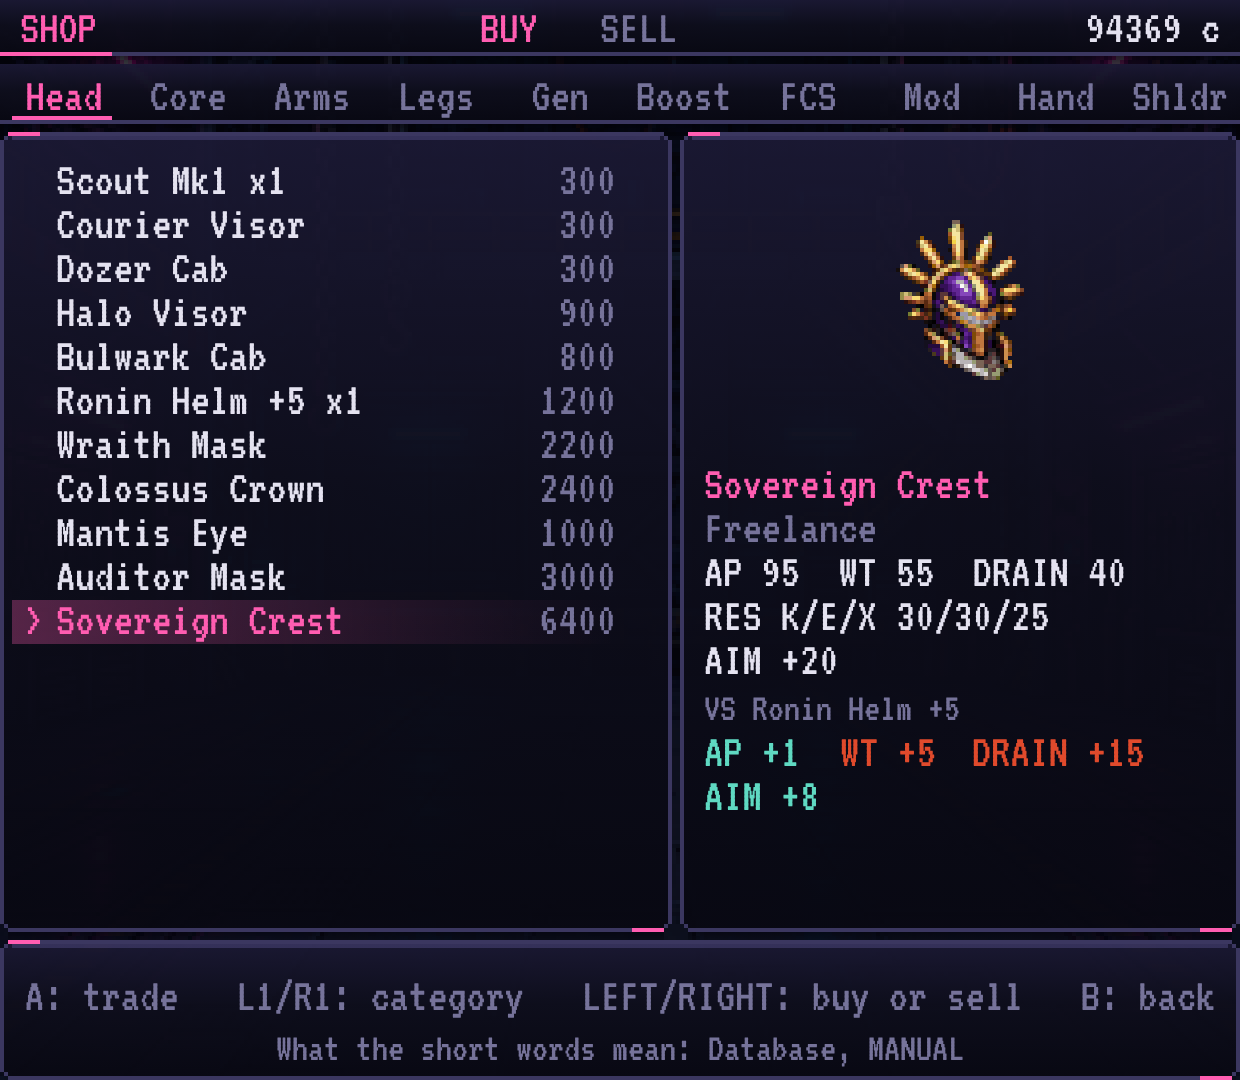 SHOP BUY SELL 94369 c
Head Core Arms Legs Gen Boost FCS Mod Hand Shldr
Scout Mk1 x1 300
Courier Visor 300
Dozer Cab 300
Halo Visor 900
Bulwark Cab 800
Ronin Helm +5 x1 1200
Wraith Mask 2200
Colossus Crown 2400
Mantis Eye 1000
Auditor Mask 3000
> Sovereign Crest 6400
Sovereign Crest
Freelance
AP 95 WT 55 DRAIN 40
RES K/E/X 30/30/25
AIM +20
VS Ronin Helm +5
AP +1 WT +5 DRAIN +15
AIM +8
A: trade L1/R1: category LEFT/RIGHT: buy or sell B: back
What the short words mean: Database, MANUAL